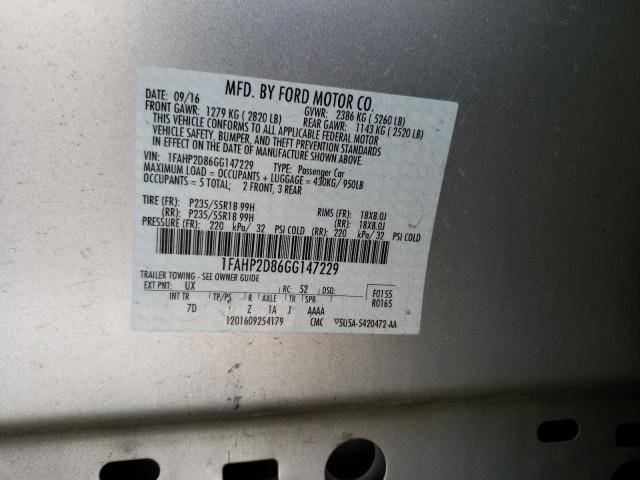 MFD. BY FORD MOTOR CO.
DATE: 09/16 GVWR: 2386 KG ( 5260 LB)
FRONT GAWR: 1279 KG ( 2820 LB) REAR GAWR: 1143 KG ( 2520 LB)
THIS VEHICLE CONFORMS TO ALL APPLICABLE FEDERAL MOTOR
VEHICLE SAFETY, BUMPER, AND THEFT PREVENTION STANDARDS
IN EFFECT ON THE DATE OF MANUFACTURE SHOWN ABOVE.
VIN: 1FAHP2D86GG147229 TYPE: Passenger Car
MAXIMUM LOAD = OCCUPANTS + LUGGAGE = 430KG/ 950LB
OCCUPANTS = 5 TOTAL; 2 FRONT, 3 REAR
TIRE (FR): P235/55R18 99H RIMS (FR): 18X8.0J
(RR): P235/55R18 99H (RR): 18X8.0J
PRESSURE (FR): 220 kPa/ 32 PSI COLD (RR): 220 kPa/ 32 PSI COLD
1FAHP2D86GG147229
TRAILER TOWING - SEE OWNER GUIDE
EXT PNT: UX RC: 52 DSO: F0155
INT TR TP/PS R AXLE TR SPR R0165
7D Z 1A J AAAA
1201609254179 CMC 5U5A-5420472-AA